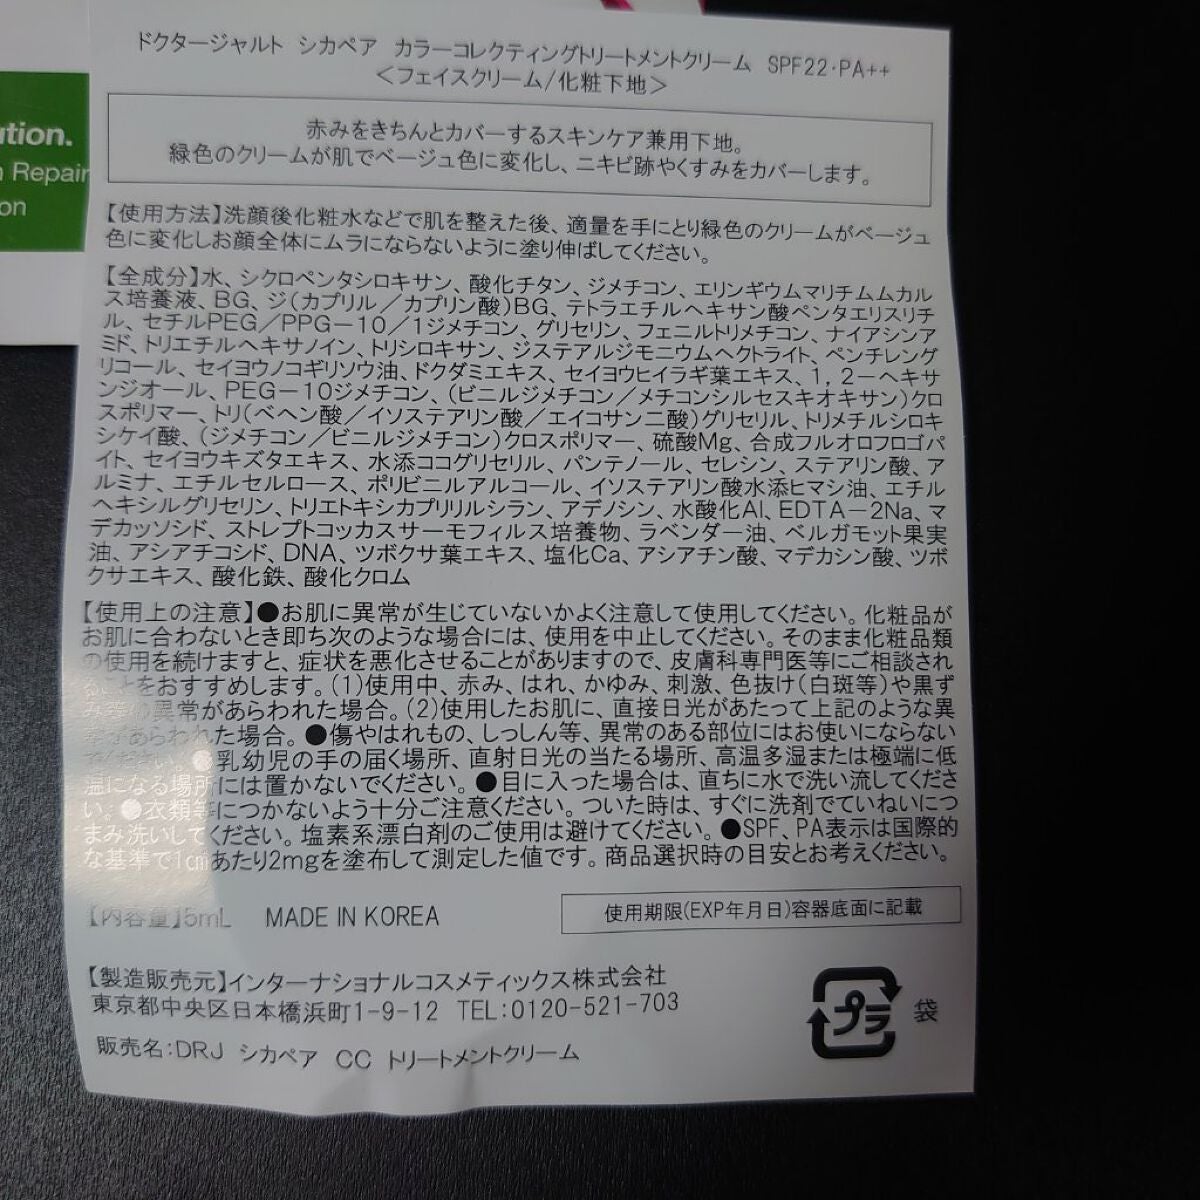 ution.
n Repair
on
ドクタージャルト シカペア カラーコレクティングトリートメントクリーム SPF22・PA++
＜フェイスクリーム/化粧下地＞
赤みをきちんとカバーするスキンケア兼用下地。
緑色のクリームが肌でベージュ色に変化し、ニキビ跡やくすみをカバーします。
【使用方法】洗顔後化粧水などで肌を整えた後、適量を手にとり緑色のクリームがベージュ
色に変化しお顔全体にムラにならないように塗り伸ばしてください。
【全成分】水、シクロペンタシロキサン、酸化チタン、ジメチコン、エリンギウムマリチムムカル
ス培養液、BG、ジ(カプリル／カプリン酸)BG、テトラエチルヘキサン酸ペンタエリスリチ
ル、セチルPEG／PPG－10／1ジメチコン、グリセリン、フェニルトリメチコン、ナイアシンア
ミド、トリエチルヘキサノイン、トリシロキサン、ジステアルジモニウムヘクトライト、ペンチレング
リコール、セイヨウノコギリソウ油、ドクダミエキス、セイヨウヒイラギ葉エキス、1，2－ヘキサ
ンジオール、PEG－10ジメチコン、(ビニルジメチコン／メチコンシルセスキオキサン)クロ
スポリマー、トリ(ベヘン酸／イソステアリン酸／エイコサン二酸)グリセリル、トリメチルシロキ
シケイ酸、(ジメチコン／ビニルジメチコン)クロスポリマー、硫酸Mg、合成フルオロフロゴパ
イト、セイヨウキズタエキス、水添ココグリセリル、パンテノール、セレシン、ステアリン酸、ア
ルミナ、エチルセルロース、ポリビニルアルコール、イソステアリン酸水添ヒマシ油、エチル
ヘキシルグリセリン、トリエトキシカプリリルシラン、アデノシン、水酸化Al、EDTA－2Na、マ
デカッソシド、ストレプトコッカスサーモフィルス培養物、ラベンダー油、ベルガモット果実
油、アシアチコシド、DNA、ツボクサ葉エキス、塩化Ca、アシアチン酸、マデカシン酸、ツボ
クサエキス、酸化鉄、酸化クロム
【使用上の注意】●お肌に異常が生じていないかよく注意して使用してください。化粧品が
お肌に合わないとき即ち次のような場合には、使用を中止してください。そのまま化粧品類
の使用を続けますと、症状を悪化させることがありますので、皮膚科専門医等にご相談され
ることをおすすめします。(1)使用中、赤み、はれ、かゆみ、刺激、色抜け(白斑等)や黒ず
み等の異常があらわれた場合。(2)使用したお肌に、直接日光があたって上記のような異
常があらわれた場合。●傷やはれもの、しっしん等、異常のある部位にはお使いにならない
でください。●乳幼児の手の届く場所、直射日光の当たる場所、高温多湿または極端に低
温になる場所には置かないでください。●目に入った場合は、直ちに水で洗い流してくださ
い。●衣類等につかないよう十分ご注意ください。ついた時は、すぐに洗剤でていねいにつ
まみ洗いしてください。塩素系漂白剤のご使用は避けてください。●SPF、PA表示は国際的
な基準で1㎠あたり2mgを塗布して測定した値です。商品選択時の目安とお考えください。
【内容量】5mL MADE IN KOREA
使用期限(EXP年月日)容器底面に記載
【製造販売元】インターナショナルコスメティックス株式会社
東京都中央区日本橋浜町1-9-12 TEL:0120-521-703
プラ 袋
販売名:DRJ シカペア CC トリートメントクリーム